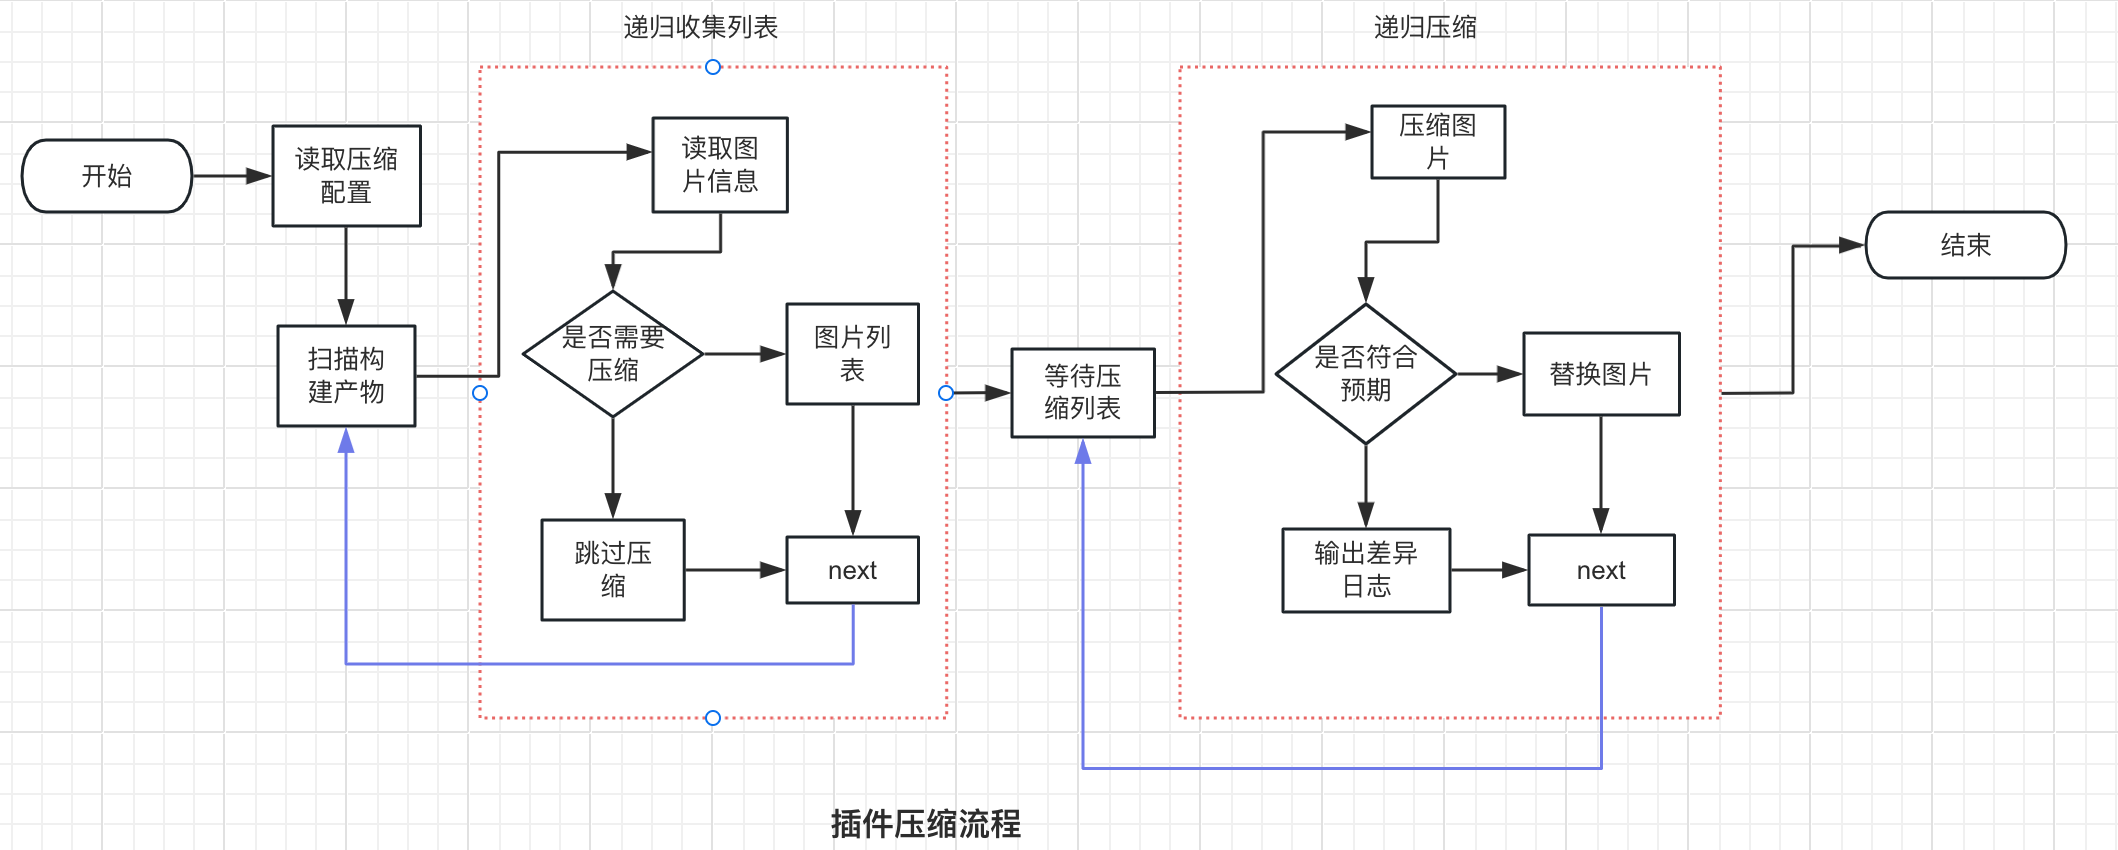 递归收集列表
递归压缩
开始
读取压缩
配置
扫描构
建产物
读取图
片信息
是否需要
压缩
图片列
表
跳过压
缩
next
等待压
缩列表
压缩图
片
是否符合
预期
替换图片
输出差异
日志
next
结束
插件压缩流程